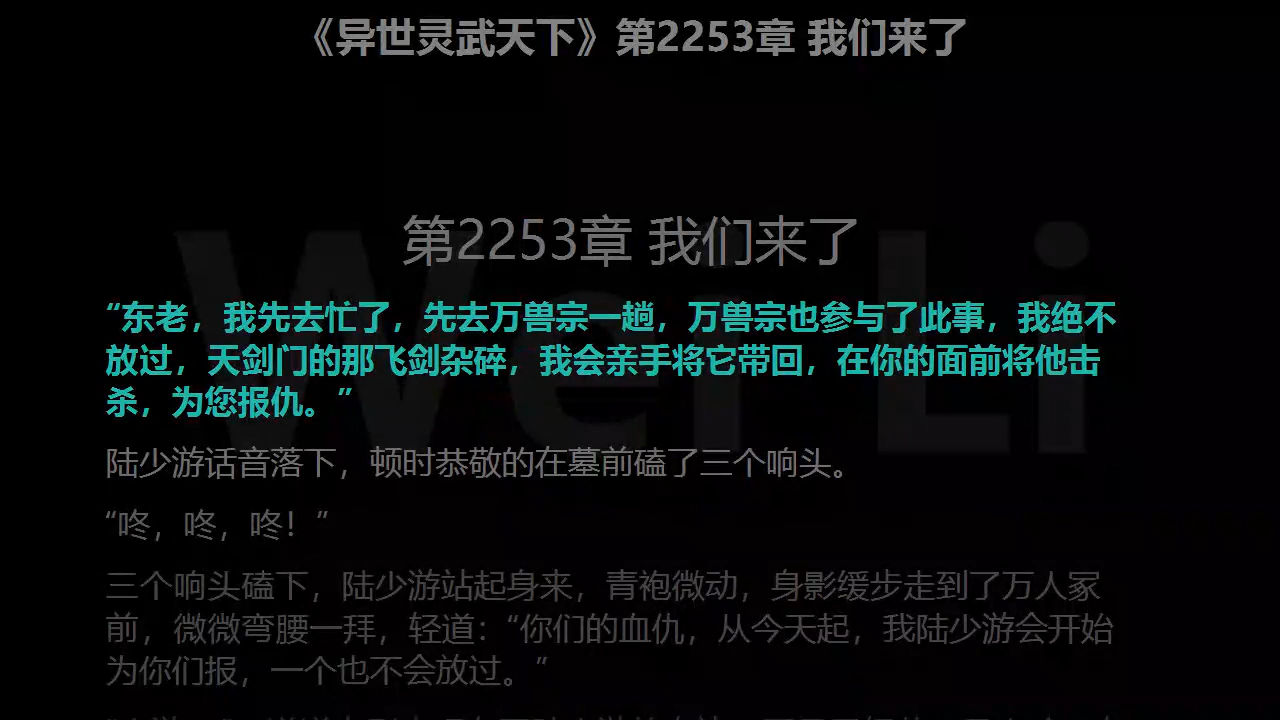 《异世灵武天下》第2253章 我们来了
第2253章 我们来了
Wei Li
“东老，我先去忙了，先去万兽宗一趟，万兽宗也参与了此事，我绝不
放过，天剑门的那飞剑杂碎，我会亲手将它带回，在你的面前将他击
杀，为您报仇。”
陆少游话音落下，顿时恭敬的在墓前磕了三个响头。
“咚，咚，咚！”
三个响头磕下，陆少游站起身来，青袍微动，身影缓步走到了万人冢
前，微微弯腰一拜，轻道：“你们的血仇，从今天起，我陆少游会开始
为你们报，一个也不会放过。”